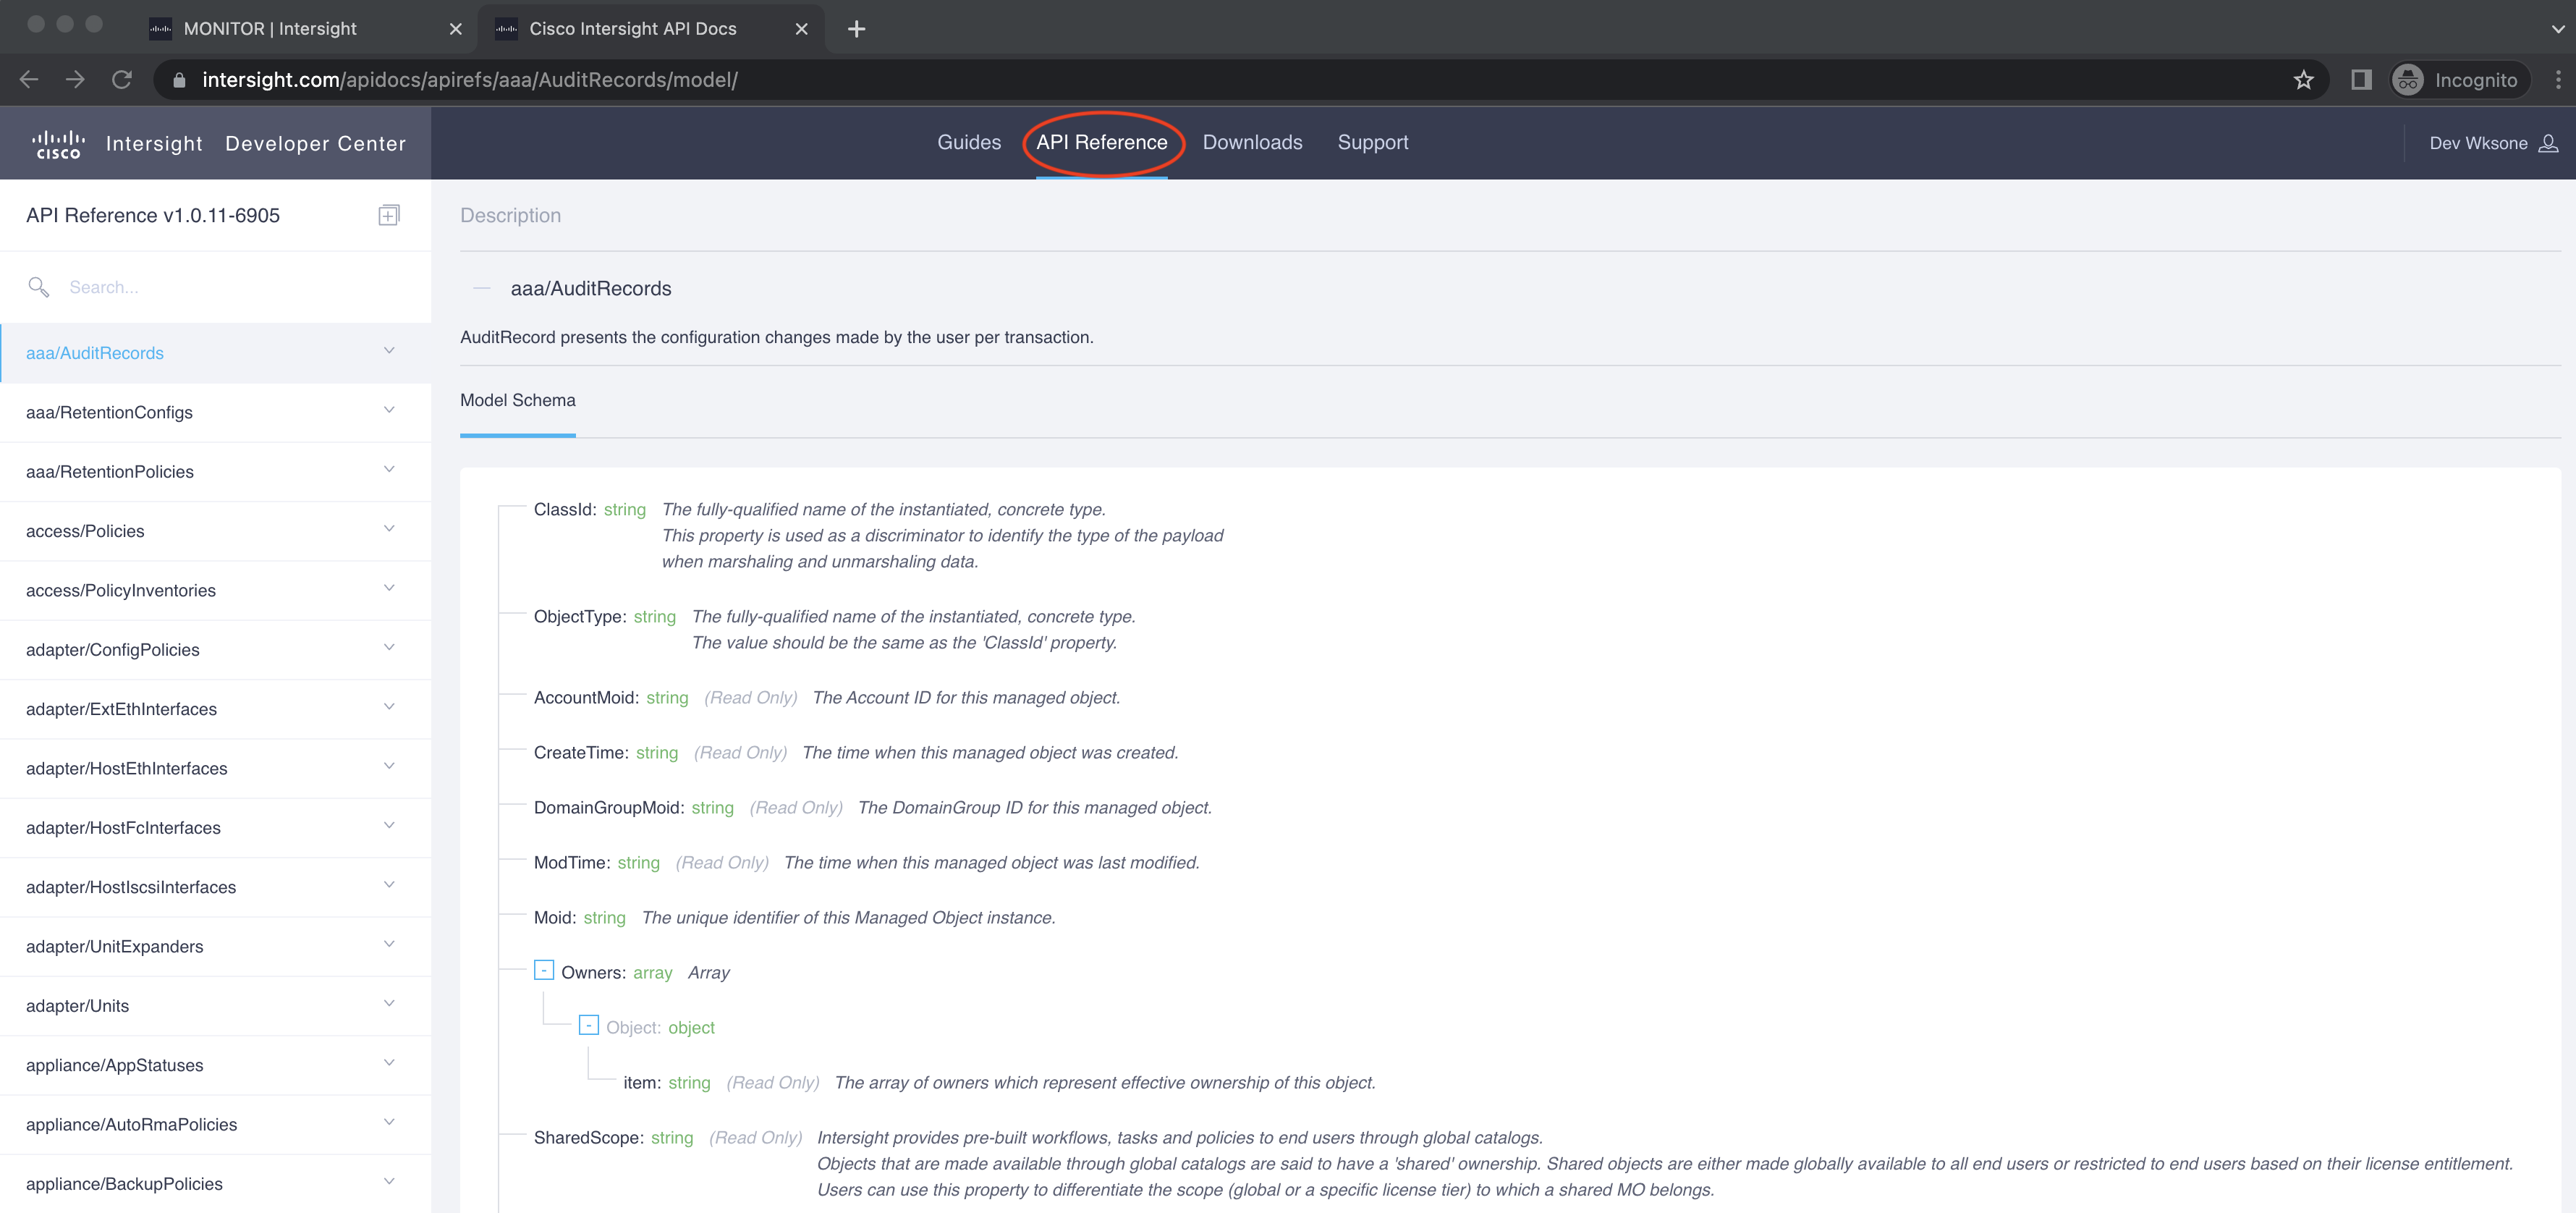 MONITOR | Intersight
Cisco Intersight API Docs
intersight.com/apidocs/apirefs/aaa/AuditRecords/model/
Incognito
CISCO Intersight Developer Center
Guides API Reference Downloads Support
Dev Wksone
API Reference v1.0.11-6905
Search...
aaa/AuditRecords
aaa/RetentionConfigs
aaa/RetentionPolicies
access/Policies
access/PolicyInventories
adapter/ConfigPolicies
adapter/ExtEthInterfaces
adapter/HostEthInterfaces
adapter/HostFcInterfaces
adapter/HostIscsiInterfaces
adapter/UnitExpanders
adapter/Units
appliance/AppStatuses
appliance/AutoRmaPolicies
appliance/BackupPolicies
Description
aaa/AuditRecords
AuditRecord presents the configuration changes made by the user per transaction.
Model Schema
ClassId: string The fully-qualified name of the instantiated, concrete type.
This property is used as a discriminator to identify the type of the payload
when marshaling and unmarshaling data.
ObjectType: string The fully-qualified name of the instantiated, concrete type.
The value should be the same as the 'ClassId' property.
AccountMoid: string (Read Only) The Account ID for this managed object.
CreateTime: string (Read Only) The time when this managed object was created.
DomainGroupMoid: string (Read Only) The DomainGroup ID for this managed object.
ModTime: string (Read Only) The time when this managed object was last modified.
Moid: string The unique identifier of this Managed Object instance.
- Owners: array Array
- Object: object
item: string (Read Only) The array of owners which represent effective ownership of this object.
SharedScope: string (Read Only) Intersight provides pre-built workflows, tasks and policies to end users through global catalogs.
Objects that are made available through global catalogs are said to have a 'shared' ownership. Shared objects are either made globally available to all end users or restricted to end users based on their license entitlement.
Users can use this property to differentiate the scope (global or a specific license tier) to which a shared MO belongs.